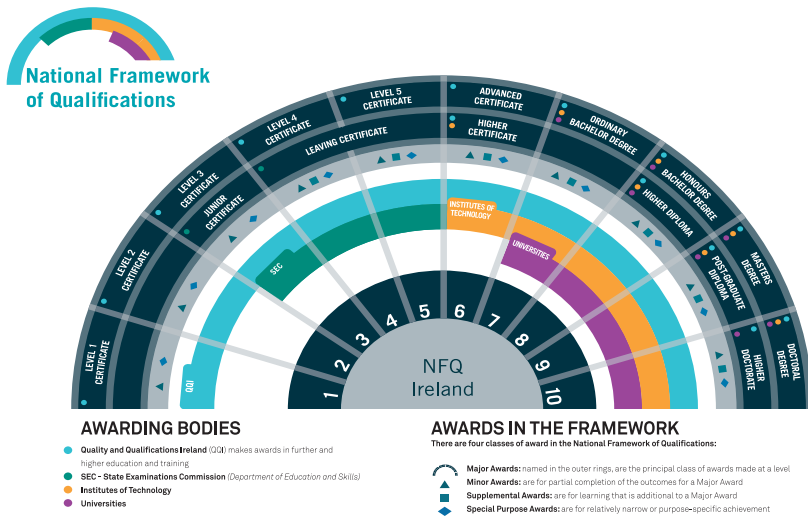 National Framework
of Qualifications
LEVEL 1
CERTIFICATE
LEVEL 2
CERTIFICATE
LEVEL 3
CERTIFICATE
JUNIOR
CERTIFICATE
LEVEL 4
CERTIFICATE
LEVEL 5
CERTIFICATE
LEAVING CERTIFICATE
ADVANCED
CERTIFICATE
HIGHER
CERTIFICATE
ORDINARY
BACHELOR DEGREE
HONOURS
BACHELOR DEGREE
HIGHER DIPLOMA
MASTERS
DEGREE
POST-GRADUATE
DIPLOMA
DOCTORAL
DEGREE
HIGHER
DOCTORATE
QQI
SEC
INSTITUTES OF
TECHNOLOGY
UNIVERSITIES
1
2
3
4
5
6
7
8
9
10
NFQ
Ireland
AWARDING BODIES
Quality and Qualifications Ireland (QQI) makes awards in further and
higher education and training
SEC – State Examinations Commission (Department of Education and Skills)
Institutes of Technology
Universities
AWARDS IN THE FRAMEWORK
There are four classes of award in the National Framework of Qualifications:
Major Awards: named in the outer rings, are the principal class of awards made at a level
Minor Awards: are for partial completion of the outcomes for a Major Award
Supplemental Awards: are for learning that is additional to a Major Award
Special Purpose Awards: are for relatively narrow or purpose-specific achievement